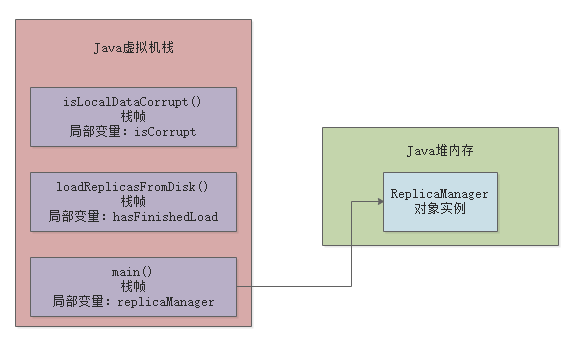 Java虚拟机栈
isLocalDataCorrupt()
栈帧
局部变量：isCorrupt
loadReplicasFromDisk()
栈帧
局部变量：hasFinishedLoad
main()
栈帧
局部变量：replicaManager
Java堆内存
ReplicaManager
对象实例